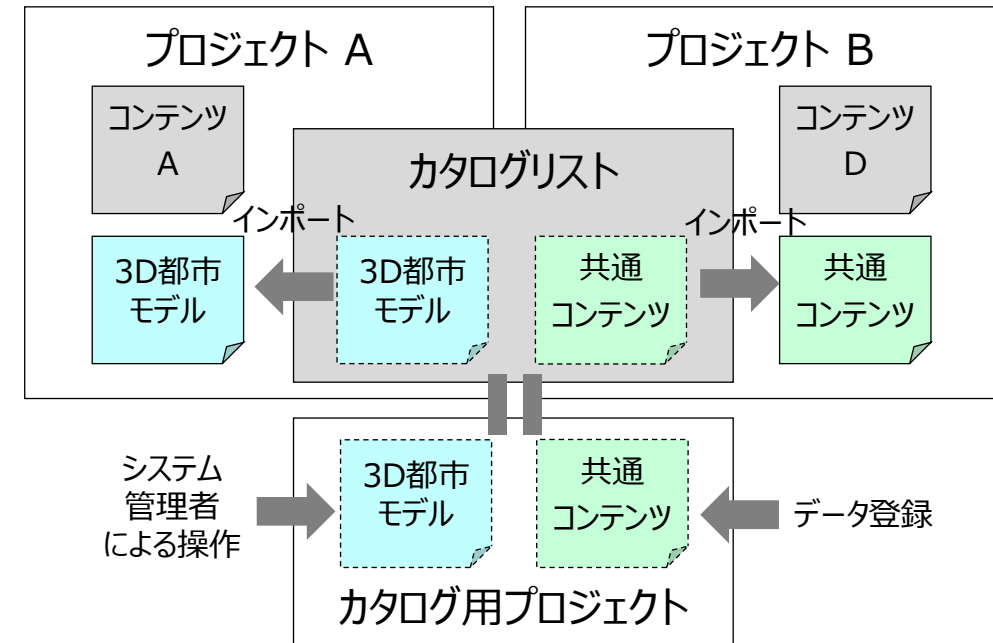 プロジェクト A
プロジェクト B
コンテンツ
A
コンテンツ
D
カタログリスト
インポート
インポート
3D都市
モデル
3D都市
モデル
共通
コンテンツ
共通
コンテンツ
システム
管理者
による操作
3D都市
モデル
共通
コンテンツ
データ登録
カタログ用プロジェクト